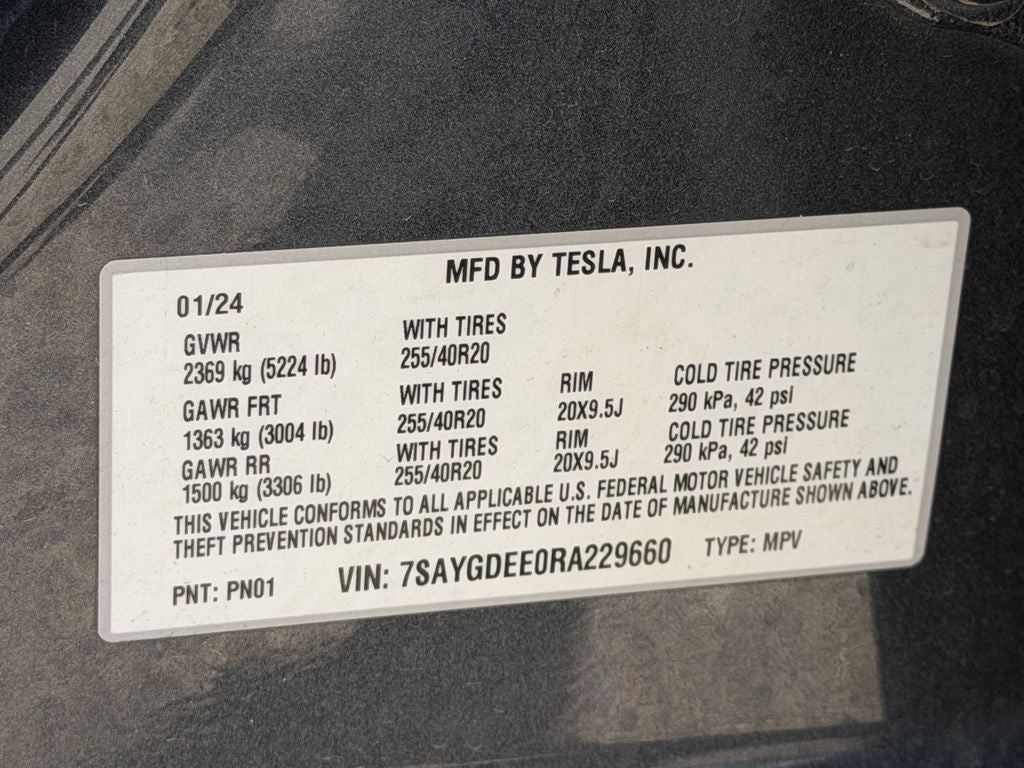 MFD BY TESLA, INC.
01/24
GVWR WITH TIRES
2369 kg (5224 lb) 255/40R20
GAWR FRT WITH TIRES RIM COLD TIRE PRESSURE
1363 kg (3004 lb) 255/40R20 20X9.5J 290 kPa, 42 psi
GAWR RR WITH TIRES RIM COLD TIRE PRESSURE
1500 kg (3306 lb) 255/40R20 20X9.5J 290 kPa, 42 psi
THIS VEHICLE CONFORMS TO ALL APPLICABLE U.S. FEDERAL MOTOR VEHICLE SAFETY AND
THEFT PREVENTION STANDARDS IN EFFECT ON THE DATE OF MANUFACTURE SHOWN ABOVE.
PNT: PN01 VIN: 7SAYGDEE0RA229660 TYPE: MPV